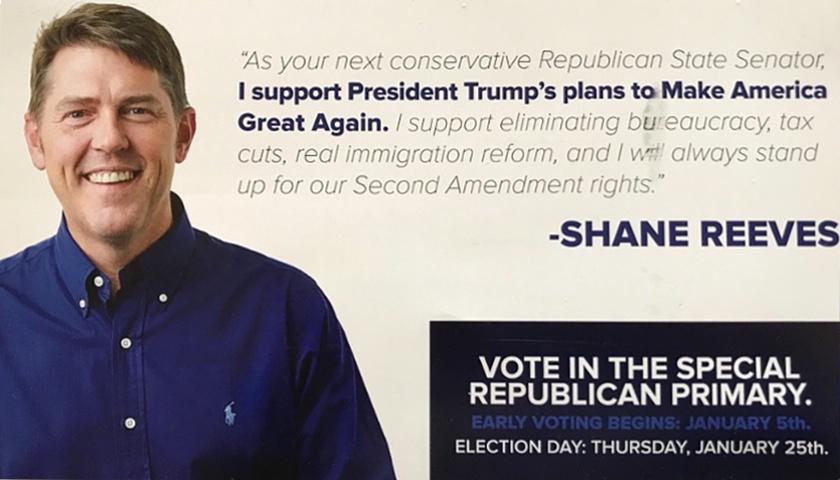 “As your next conservative Republican State Senator,
I support President Trump’s plans to Make America
Great Again. I support eliminating bureaucracy, tax
cuts, real immigration reform, and I will always stand
up for our Second Amendment rights.”
-SHANE REEVES
VOTE IN THE SPECIAL
REPUBLICAN PRIMARY.
EARLY VOTING BEGINS: JANUARY 5th.
ELECTION DAY: THURSDAY, JANUARY 25th.